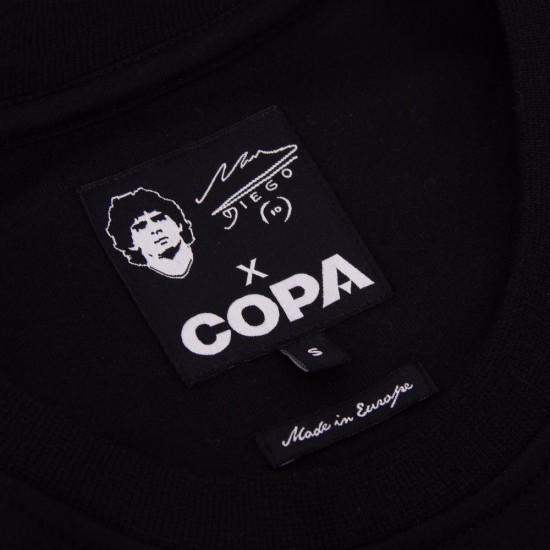 DIEGO
(10)
X
COPA
S
Made in Europe